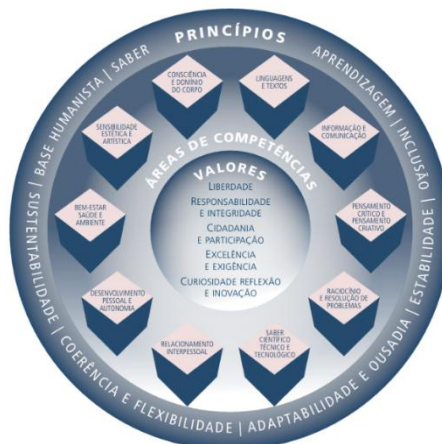 PRINCÍPIOS
BASE HUMANISTA | SABER
APRENDIZAGEM | INCLUSÃO |
ESTABILIDADE |
ADAPTABILIDADE E OUSADIA |
COERÊNCIA E FLEXIBILIDADE |
SUSTENTABILIDADE |
ÁREAS DE COMPETÊNCIAS
LINGUAGENS
E TEXTOS
INFORMAÇÃO E
COMUNICAÇÃO
PENSAMENTO
CRÍTICO E
PENSAMENTO
CRIATIVO
RACIOCÍNIO
E RESOLUÇÃO DE
PROBLEMAS
SABER
CIENTÍFICO
TÉCNICO E
TECNOLÓGICO
RELACIONAMENTO
INTERPESSOAL
DESENVOLVIMENTO
PESSOAL E
AUTONOMIA
BEM-ESTAR
SAÚDE E
AMBIENTE
SENSIBILIDADE
ESTÉTICA E
ARTÍSTICA
CONSCIÊNCIA
E DOMÍNIO
DO CORPO
VALORES
LIBERDADE
RESPONSABILIDADE
E INTEGRIDADE
CIDADANIA
E PARTICIPAÇÃO
EXCELÊNCIA
E EXIGÊNCIA
CURIOSIDADE REFLEXÃO
E INOVAÇÃO